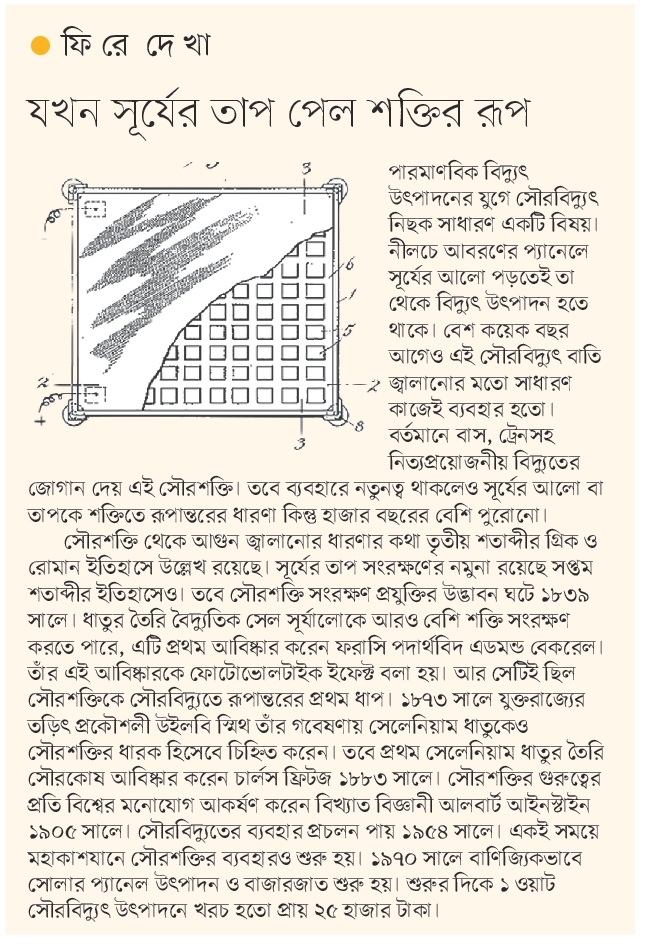 ফিরে দেখা
যখন সূর্যের তাপ পেল শক্তির রূপ
3
6
1
5
2
2
+
8
3
পারমাণবিক বিদ্যুৎ
উৎপাদনের যুগে সৌরবিদ্যুৎ
নিছক সাধারণ একটি বিষয়।
নীলচে আবরণের প্যানেলে
সূর্যের আলো পড়তেই তা
থেকে বিদ্যুৎ উৎপাদন হতে
থাকে। বেশ কয়েক বছর
আগেও এই সৌরবিদ্যুৎ বাতি
জ্বালানোর মতো সাধারণ
কাজেই ব্যবহার হতো।
বর্তমানে বাস, ট্রেনসহ
নিত্যপ্রয়োজনীয় বিদ্যুতের
জোগান দেয় এই সৌরশক্তি। তবে ব্যবহারে নতুনত্ব থাকলেও সূর্যের আলো বা
তাপকে শক্তিতে রূপান্তরের ধারণা কিন্তু হাজার বছরের বেশি পুরোনো।
সৌরশক্তি থেকে আগুন জ্বালানোর ধারণার কথা তৃতীয় শতাব্দীর গ্রিক ও
রোমান ইতিহাসে উল্লেখ রয়েছে। সূর্যের তাপ সংরক্ষণের নমুনা রয়েছে সপ্তম
শতাব্দীর ইতিহাসেও। তবে সৌরশক্তি সংরক্ষণ প্রযুক্তির উদ্ভাবন ঘটে ১৮৩৯
সালে। ধাতুর তৈরি বৈদ্যুতিক সেল সূর্যালোকে আরও বেশি শক্তি সংরক্ষণ
করতে পারে, এটি প্রথম আবিষ্কার করেন ফরাসি পদার্থবিদ এডমন্ড বেকরেল।
তাঁর এই আবিষ্কারকে ফোটোভোলটাইক ইফেক্ট বলা হয়। আর সেটিই ছিল
সৌরশক্তিকে সৌরবিদ্যুতে রূপান্তরের প্রথম ধাপ। ১৮৭৩ সালে যুক্তরাজ্যের
তড়িৎ প্রকৌশলী উইলবি স্মিথ তাঁর গবেষণায় সেলেনিয়াম ধাতুকেও
সৌরশক্তির ধারক হিসেবে চিহ্নিত করেন। তবে প্রথম সেলেনিয়াম ধাতুর তৈরি
সৌরকোষ আবিষ্কার করেন চার্লস ফ্রিটজ ১৮৮৩ সালে। সৌরশক্তির গুরুত্বের
প্রতি বিশ্বের মনোযোগ আকর্ষণ করেন বিখ্যাত বিজ্ঞানী আলবার্ট আইনস্টাইন
১৯০৫ সালে। সৌরবিদ্যুতের ব্যবহার প্রচলন পায় ১৯৫৪ সালে। একই সময়ে
মহাকাশযানে সৌরশক্তির ব্যবহারও শুরু হয়। ১৯৭০ সালে বাণিজ্যিকভাবে
সোলার প্যানেল উৎপাদন ও বাজারজাত শুরু হয়। শুরুর দিকে ১ ওয়াট
সৌরবিদ্যুৎ উৎপাদনে খরচ হতো প্রায় ২৫ হাজার টাকা।